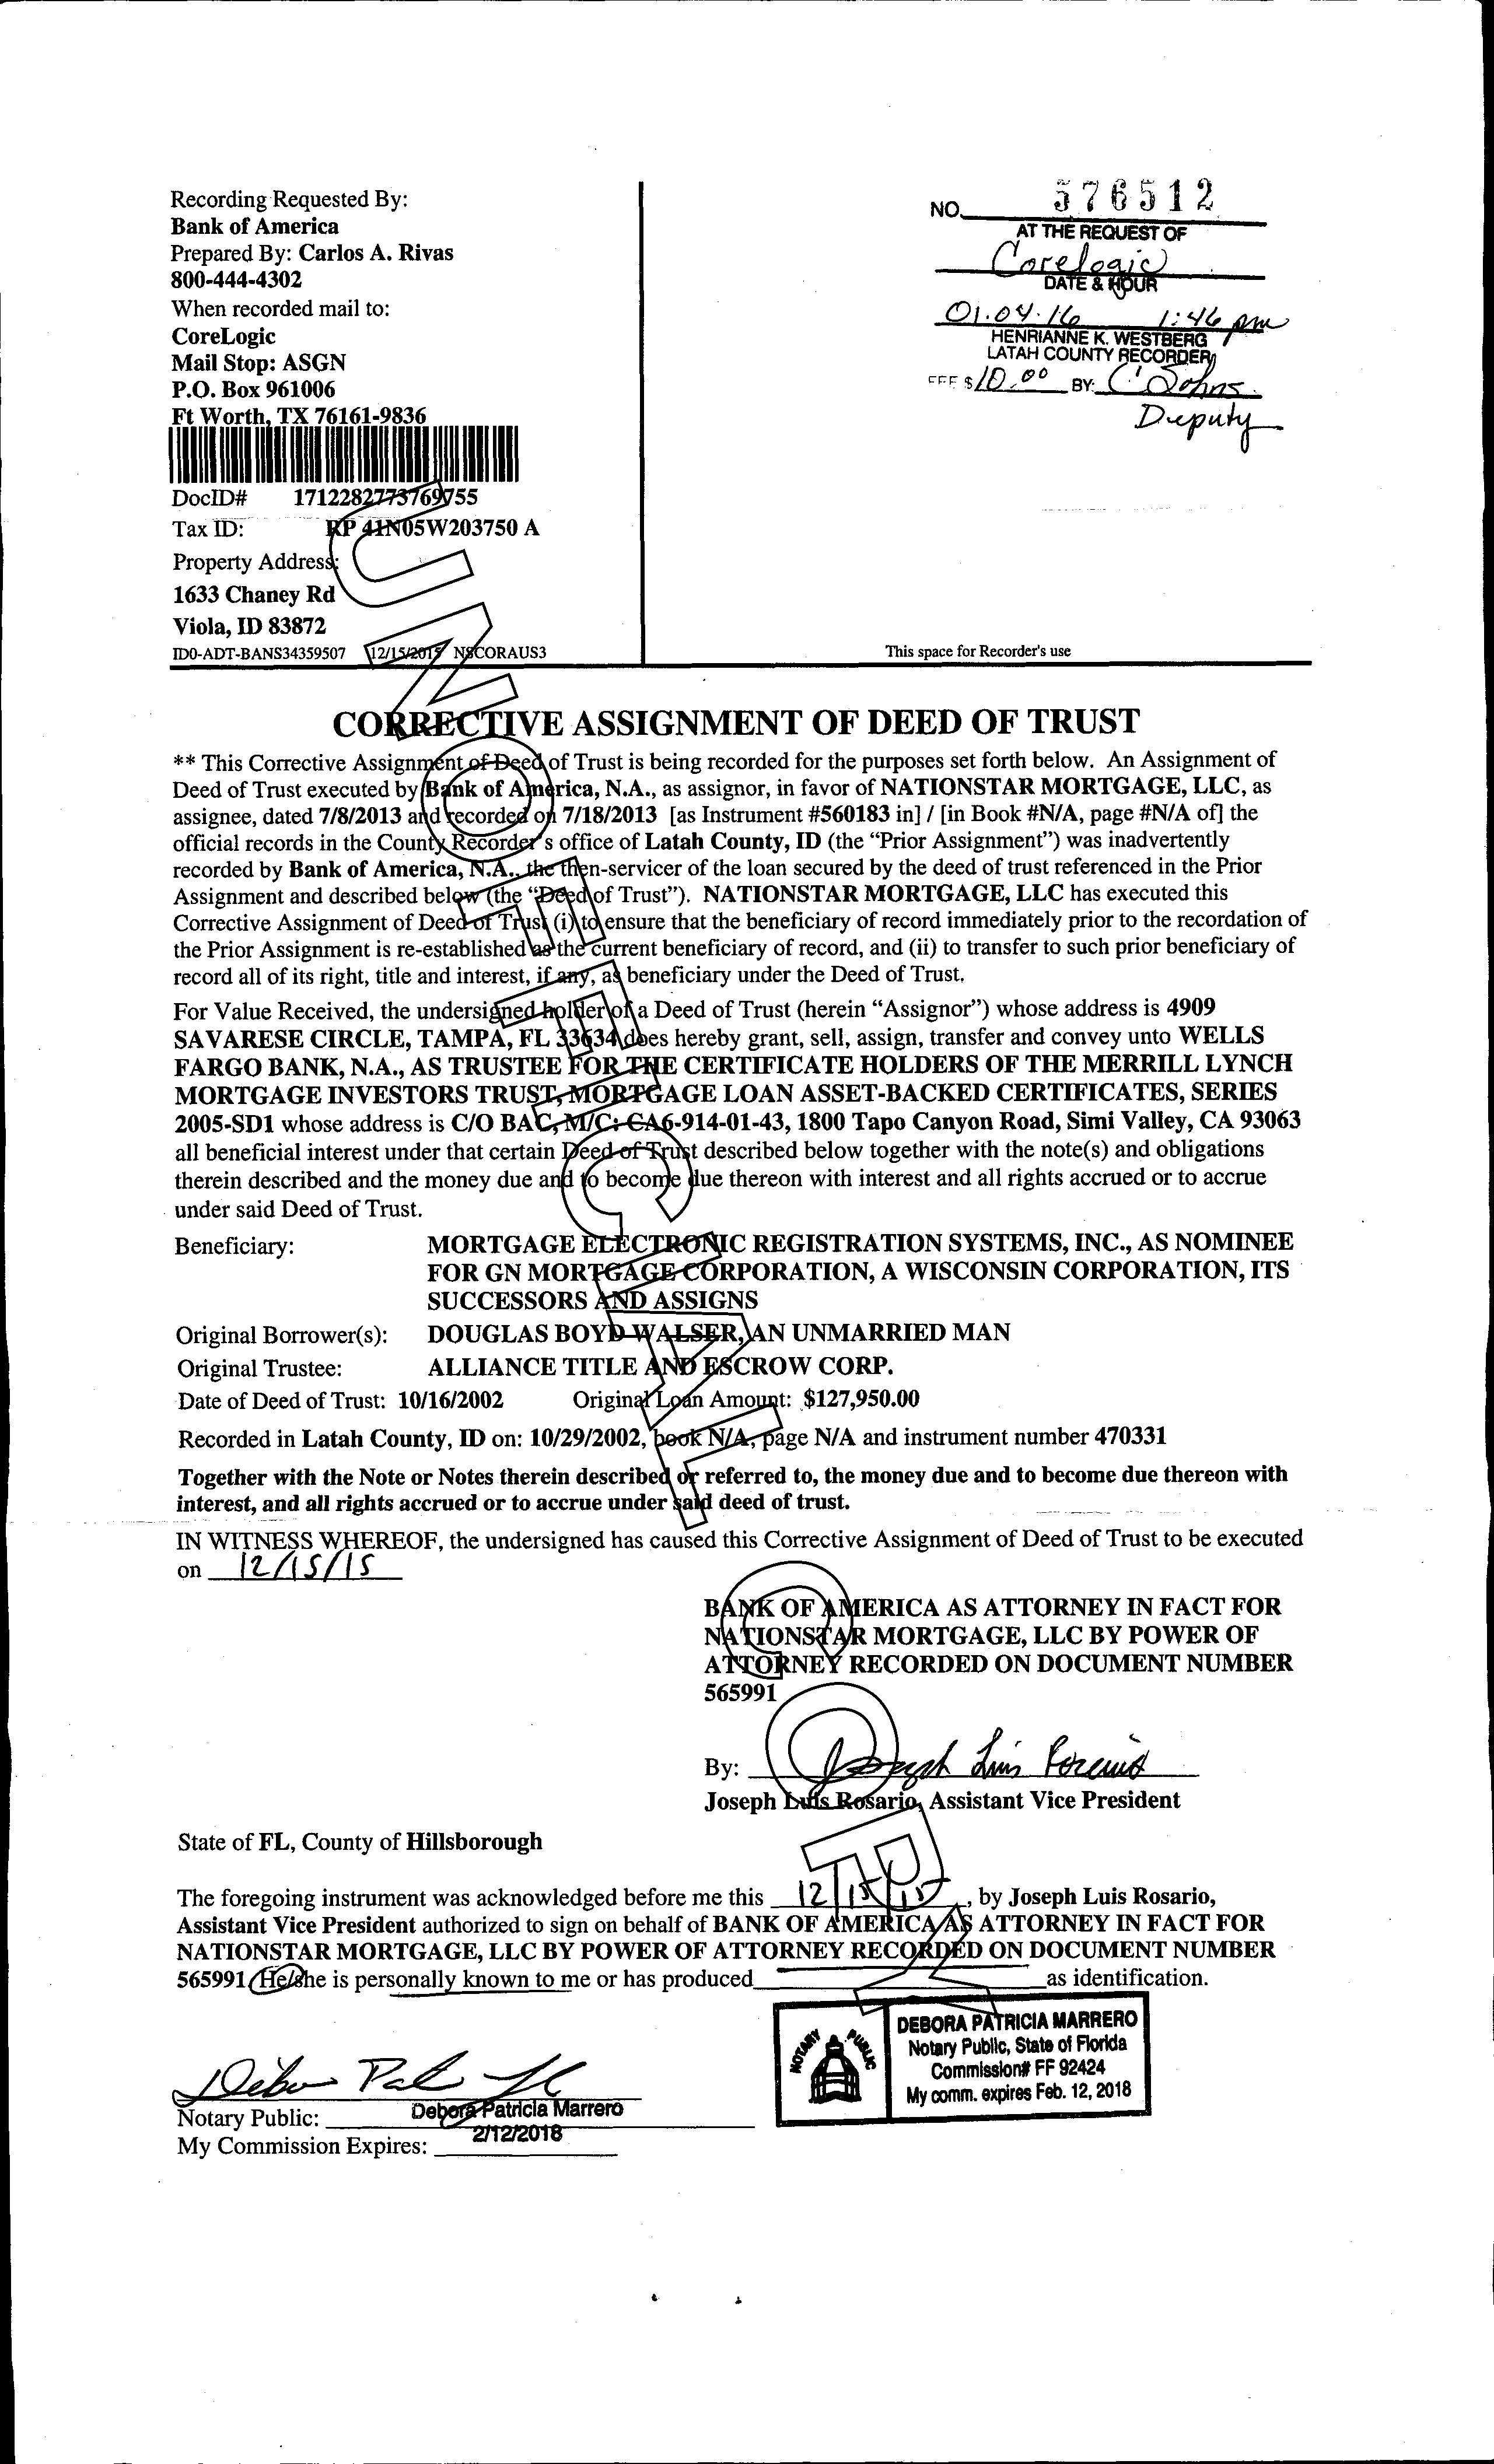 Recording Requested By:
Bank of America
Prepared By: Carlos A. Rivas
800-444-4302
When recorded mail to:
CoreLogic
Mail Stop: ASGN
P.O. Box 961006
Ft Worth, TX 76161-9836
DocID# 1712282773769755
Tax ID: RP 41N05W203750 A
Property Address:
1633 Chaney Rd
Viola, ID 83872
ID0-ADT-BANS34359507 12/15/2015 NSCORAUS3
NO. 576512
AT THE REQUEST OF
Corelogic
DATE & HOUR
01.04.16 1:46 pm
HENRIANNE K. WESTBERG
LATAH COUNTY RECORDER
FEE $10.00 BY: C Johns
Deputy
This space for Recorder's use
CORRECTIVE ASSIGNMENT OF DEED OF TRUST
** This Corrective Assignment of Deed of Trust is being recorded for the purposes set forth below. An Assignment of
Deed of Trust executed by Bank of America, N.A., as assignor, in favor of NATIONSTAR MORTGAGE, LLC, as
assignee, dated 7/8/2013 and recorded on 7/18/2013 [as Instrument #560183 in] / [in Book #N/A, page #N/A of] the
official records in the County Recorder's office of Latah County, ID (the "Prior Assignment") was inadvertently
recorded by Bank of America, N.A., the then-servicer of the loan secured by the deed of trust referenced in the Prior
Assignment and described below (the "Deed of Trust"). NATIONSTAR MORTGAGE, LLC has executed this
Corrective Assignment of Deed of Trust (i) to ensure that the beneficiary of record immediately prior to the recordation of
the Prior Assignment is re-established as the current beneficiary of record, and (ii) to transfer to such prior beneficiary of
record all of its right, title and interest, if any, as beneficiary under the Deed of Trust.
For Value Received, the undersigned holder of a Deed of Trust (herein "Assignor") whose address is 4909
SAVARESE CIRCLE, TAMPA, FL 33634 does hereby grant, sell, assign, transfer and convey unto WELLS
FARGO BANK, N.A., AS TRUSTEE FOR THE CERTIFICATE HOLDERS OF THE MERRILL LYNCH
MORTGAGE INVESTORS TRUST, MORTGAGE LOAN ASSET-BACKED CERTIFICATES, SERIES
2005-SD1 whose address is C/O BAC, M/C: CA6-914-01-43, 1800 Tapo Canyon Road, Simi Valley, CA 93063
all beneficial interest under that certain Deed of Trust described below together with the note(s) and obligations
therein described and the money due and to become due thereon with interest and all rights accrued or to accrue
under said Deed of Trust.
Beneficiary: MORTGAGE ELECTRONIC REGISTRATION SYSTEMS, INC., AS NOMINEE
FOR GN MORTGAGE CORPORATION, A WISCONSIN CORPORATION, ITS
SUCCESSORS AND ASSIGNS
Original Borrower(s): DOUGLAS BOYD WALSER, AN UNMARRIED MAN
Original Trustee: ALLIANCE TITLE AND ESCROW CORP.
Date of Deed of Trust: 10/16/2002 Original Loan Amount: $127,950.00
Recorded in Latah County, ID on: 10/29/2002, book N/A, page N/A and instrument number 470331
Together with the Note or Notes therein described or referred to, the money due and to become due thereon with
interest, and all rights accrued or to accrue under said deed of trust.
IN WITNESS WHEREOF, the undersigned has caused this Corrective Assignment of Deed of Trust to be executed
on 12/15/15
BANK OF AMERICA AS ATTORNEY IN FACT FOR
NATIONSTAR MORTGAGE, LLC BY POWER OF
ATTORNEY RECORDED ON DOCUMENT NUMBER
565991
By: Joseph Luis Rosario
Joseph Luis Rosario, Assistant Vice President
State of FL, County of Hillsborough
The foregoing instrument was acknowledged before me this 12/15/15, by Joseph Luis Rosario,
Assistant Vice President authorized to sign on behalf of BANK OF AMERICA AS ATTORNEY IN FACT FOR
NATIONSTAR MORTGAGE, LLC BY POWER OF ATTORNEY RECORDED ON DOCUMENT NUMBER
565991 He/she is personally known to me or has produced as identification.
NOTARY PUBLIC
DEBORA PATRICIA MARRERO
Notary Public, State of Florida
Commission# FF 92424
My comm. expires Feb. 12, 2018
Notary Public: Debora Patricia Marrero
My Commission Expires: 2/12/2018
UNOFFICIAL COPY